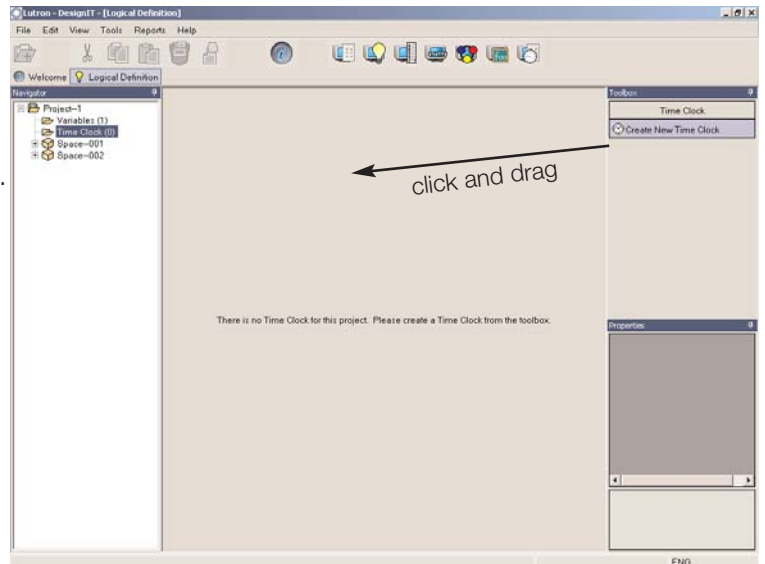 Lutron - DesignIT - [Logical Definition]
File Edit View Tools Reports Help
Welcome Logical Definition
Navigator
Project-1
Variables (1)
Time Clock (0)
Space-001
Space-002
.
Toolbox
Time Clock
Create New Time Clock
click and drag
There is no Time Clock for this project. Please create a Time Clock from the toolbox.
Properties
ENG